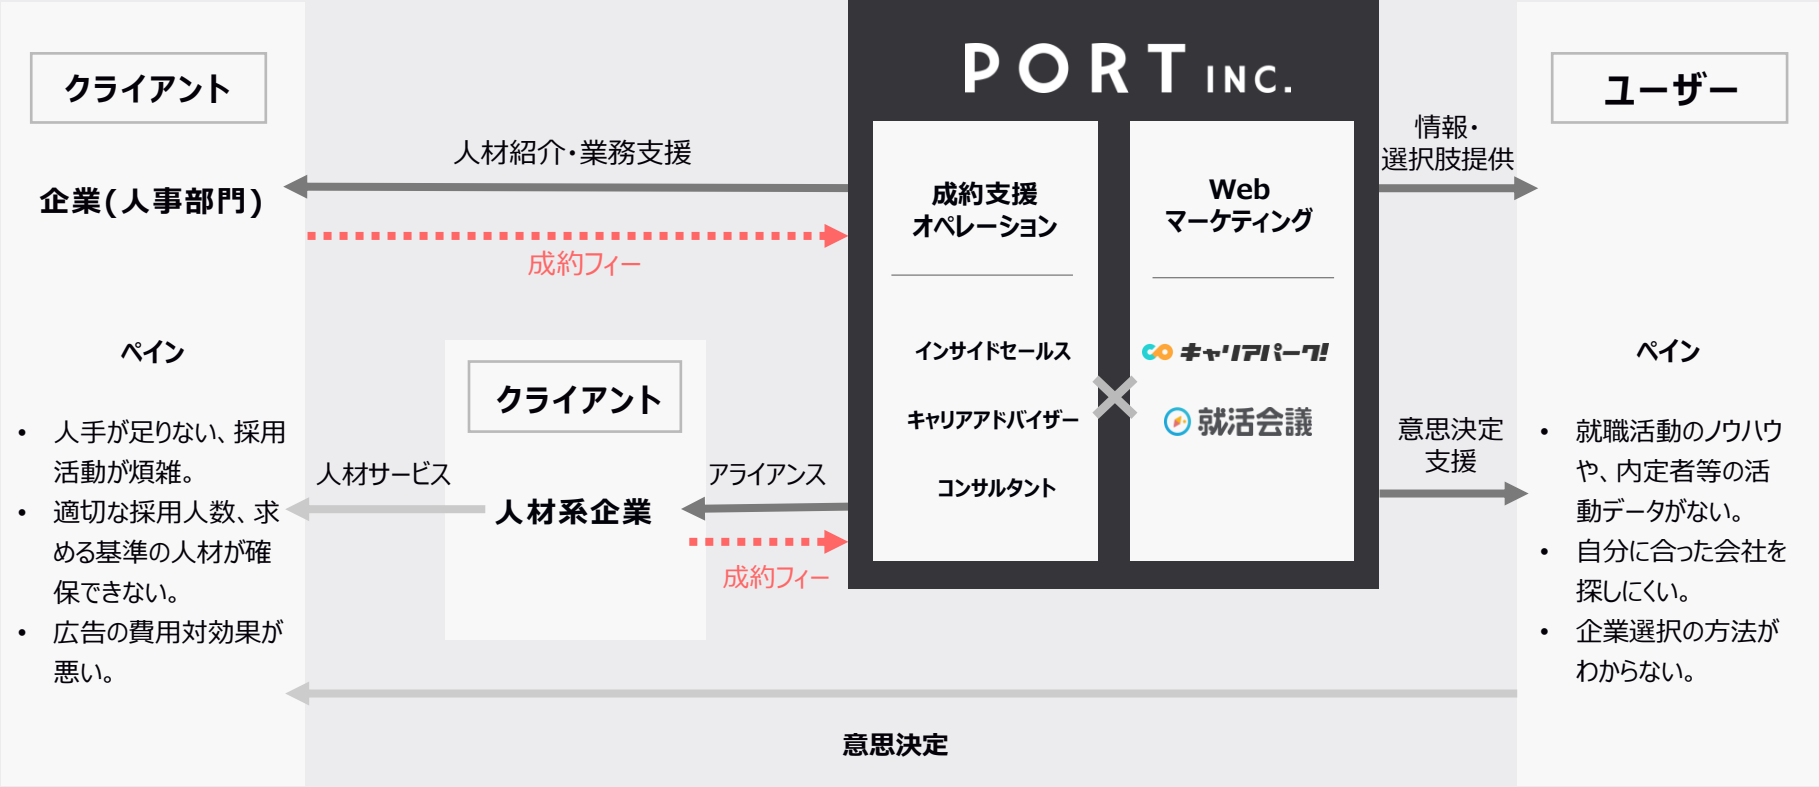 クライアント
企業(人事部門)
ペイン
• 人手が足りない、採用
活動が煩雑。
• 適切な採用人数、求
める基準の人材が確
保できない。
• 広告の費用対効果が
悪い。
人材紹介・業務支援
成約フィー
クライアント
人材系企業
人材サービス
アライアンス
成約フィー
PORT INC.
成約支援
オペレーション
インサイドセールス
キャリアアドバイザー
コンサルタント
Web
マーケティング
キャリアパーク!
就活会議
情報・
選択肢提供
意思決定
支援
ユーザー
ペイン
• 就職活動のノウハウ
や、内定者等の活
動データがない。
• 自分に合った会社を
探しにくい。
• 企業選択の方法が
わからない。
意思決定